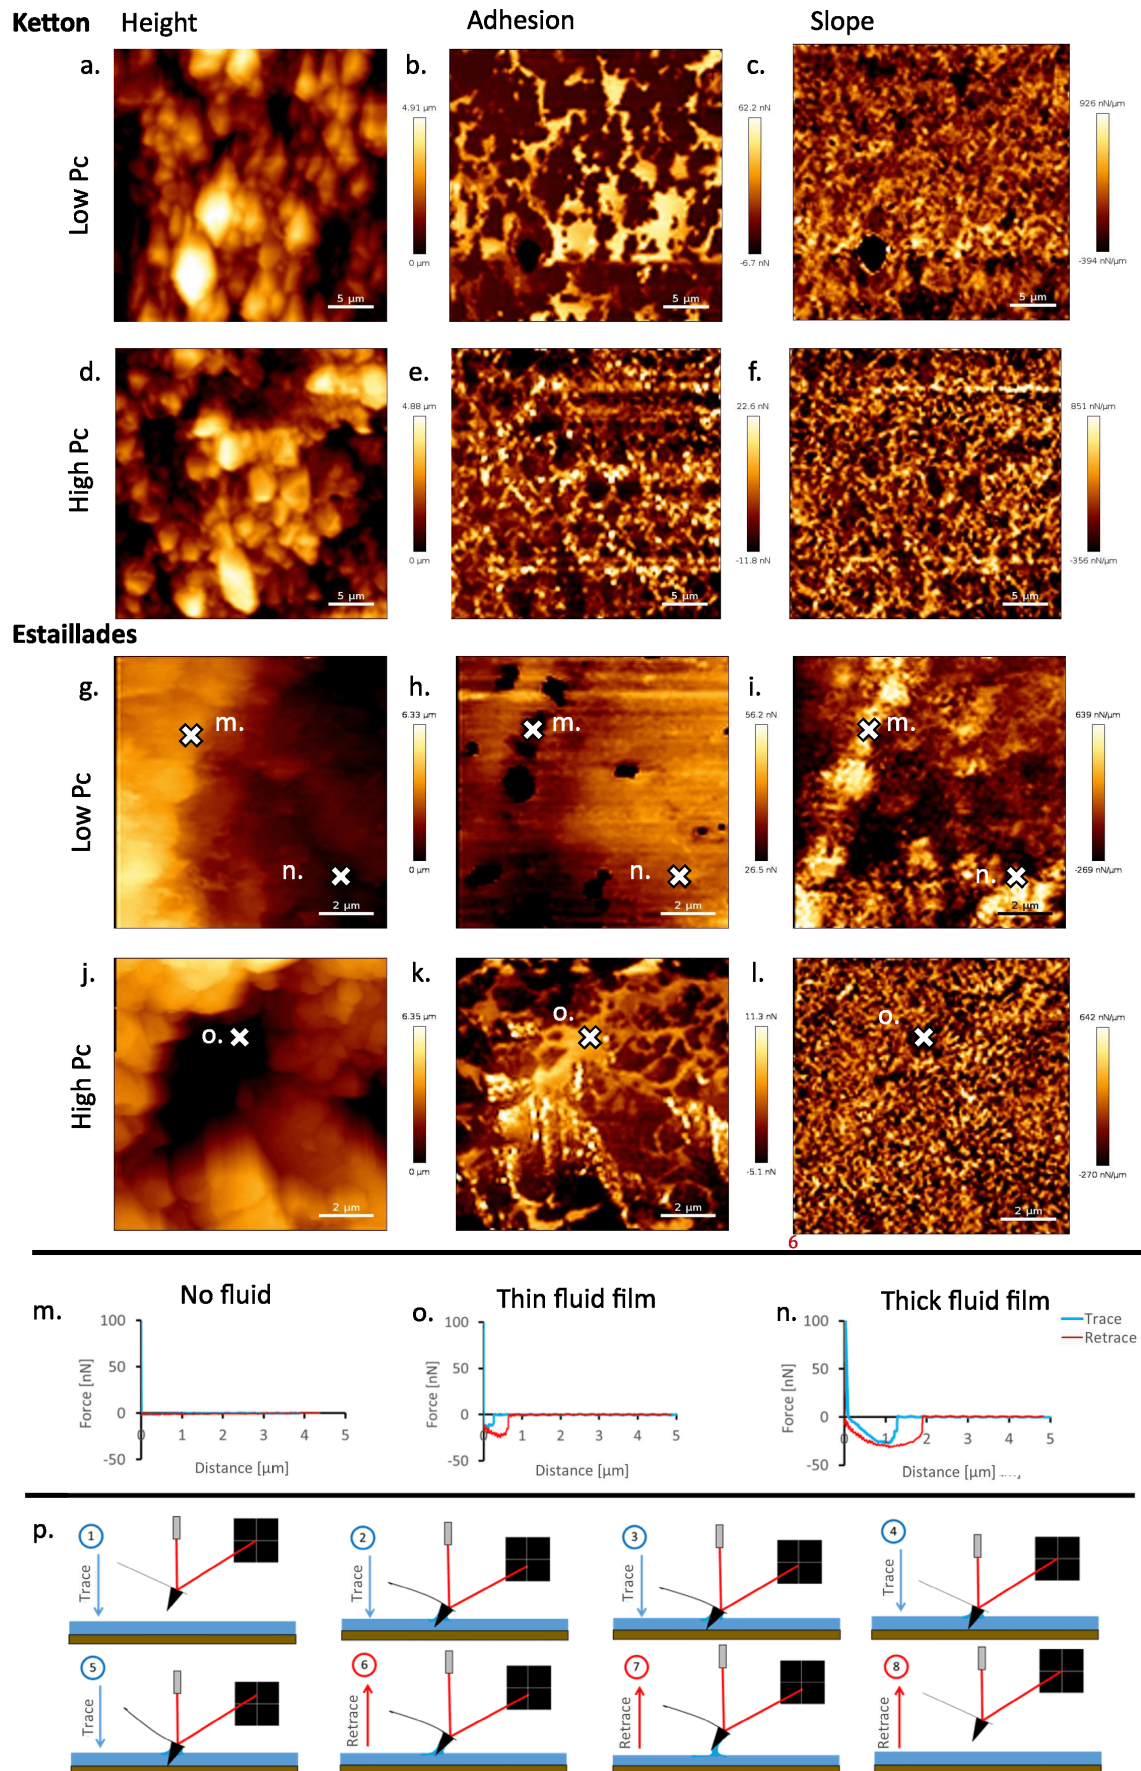 Ketton
Height
Adhesion
Slope
a.
b.
c.
Low Pc
4.91 µm
0 µm
5 µm
62.2 nN
-6.7 nN
5 µm
926 nN/µm
-394 nN/µm
5 µm
d.
e.
f.
High Pc
4.88 µm
0 µm
5 µm
22.6 nN
-11.8 nN
5 µm
851 nN/µm
-356 nN/µm
5 µm
Estaillades
g.
h.
i.
Low Pc
m.
n.
6.33 µm
0 µm
2 µm
m.
n.
56.2 nN
26.5 nN
2 µm
m.
n.
639 nN/µm
-269 nN/µm
2 µm
j.
k.
l.
High Pc
o.
6.35 µm
0 µm
2 µm
o.
11.3 nN
-5.1 nN
2 µm
o.
642 nN/µm
-270 nN/µm
2 µm
6
m.
No fluid
Force [nN]
100
50
0
-50
0 1 2 3 4 5
Distance [µm]
o.
Thin fluid film
Force [nN]
100
50
0
-50
0 1 2 3 4 5
Distance [µm]
n.
Thick fluid film
Trace
Retrace
Force [nN]
100
50
0
-50
0 1 2 3 4 5
Distance [µm]
p.
1
Trace
2
Trace
3
Trace
4
Trace
5
Trace
6
Retrace
7
Retrace
8
Retrace